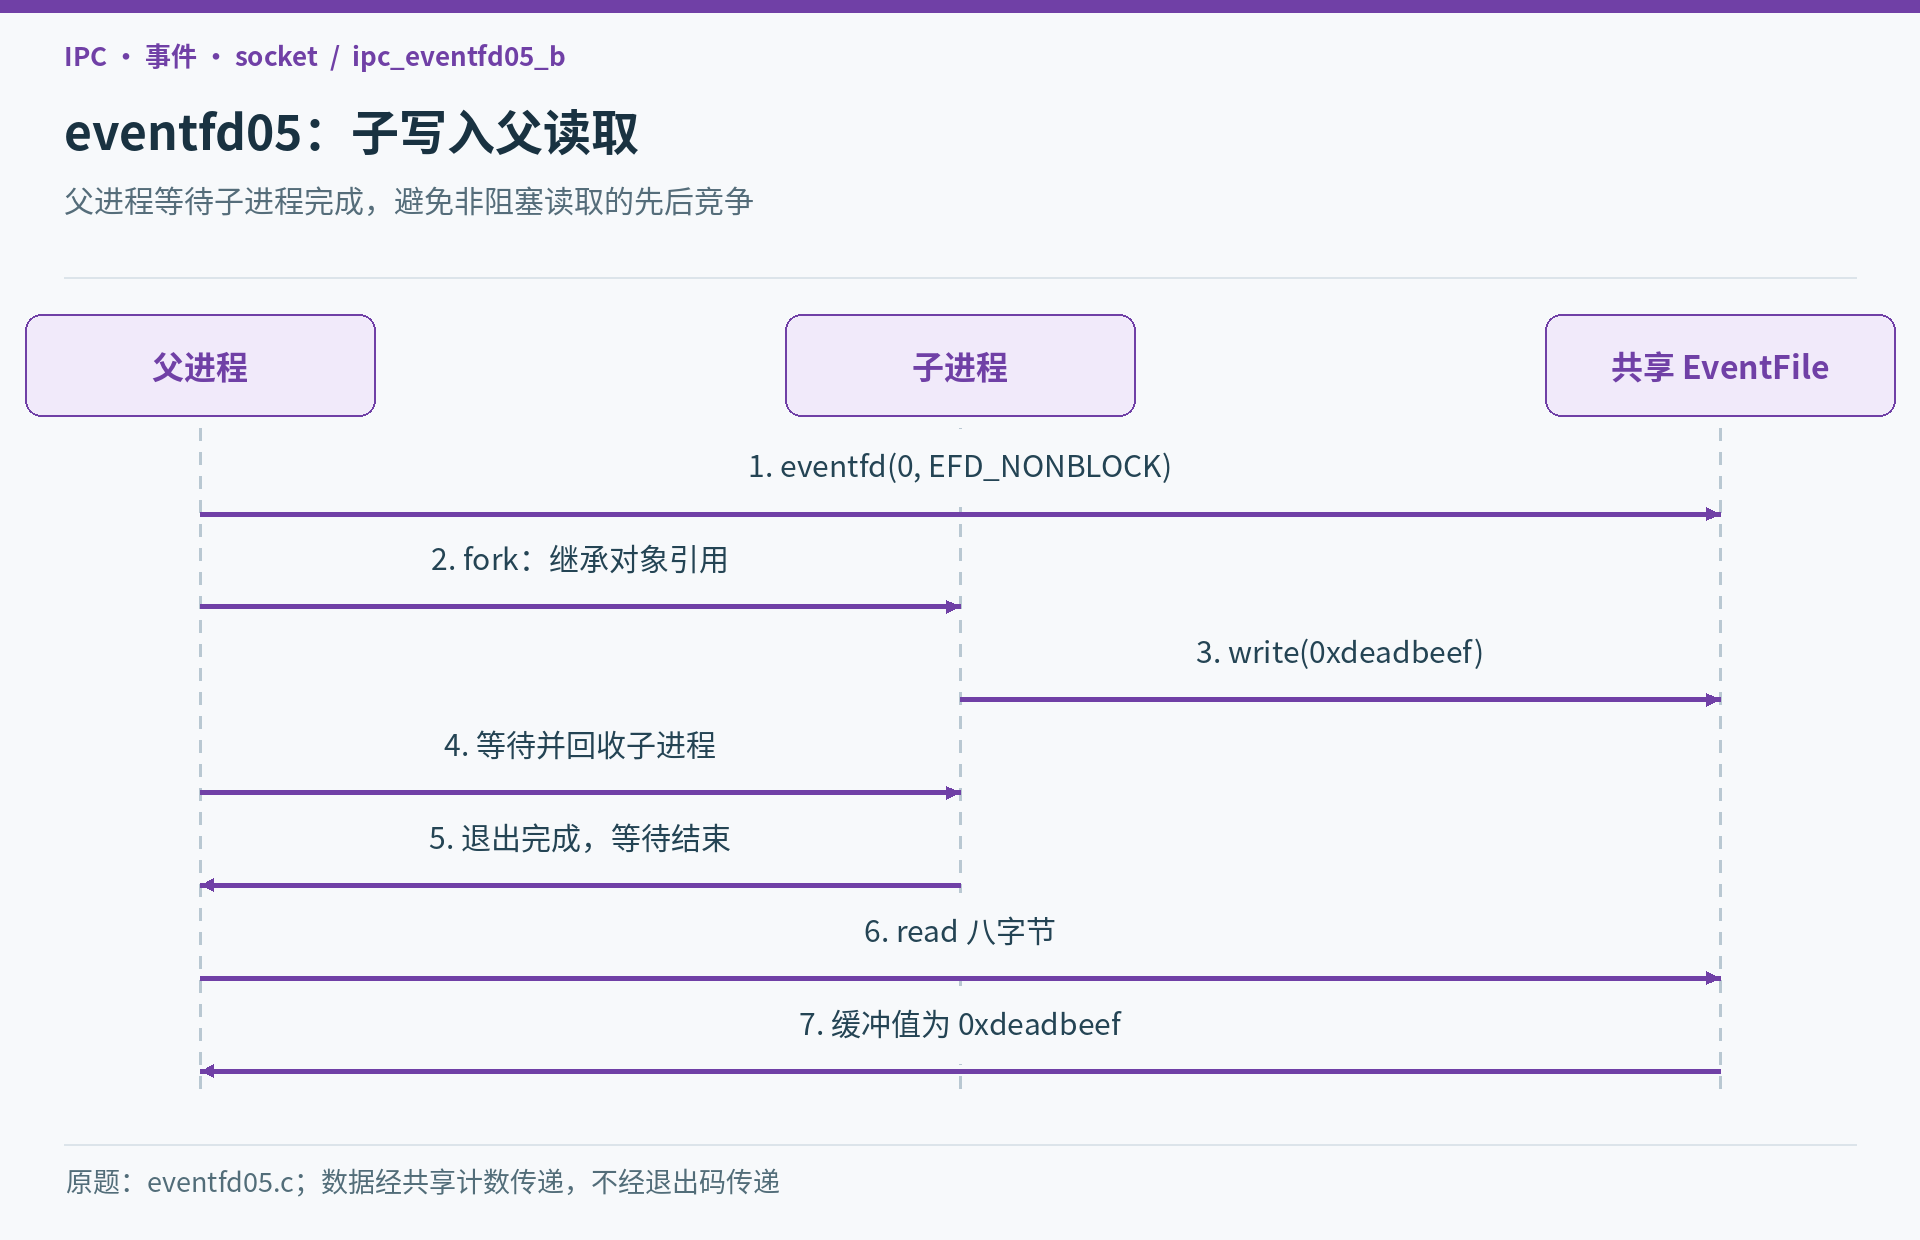 IPC · 事件 · socket / ipc_eventfd05_b
eventfd05：子写入父读取
父进程等待子进程完成，避免非阻塞读取的先后竞争
父进程
子进程
共享 EventFile
1. eventfd(0, EFD_NONBLOCK)
2. fork：继承对象引用
3. write(0xdeadbeef)
4. 等待并回收子进程
5. 退出完成，等待结束
6. read 八字节
7. 缓冲值为 0xdeadbeef
原题：eventfd05.c；数据经共享计数传递，不经退出码传递